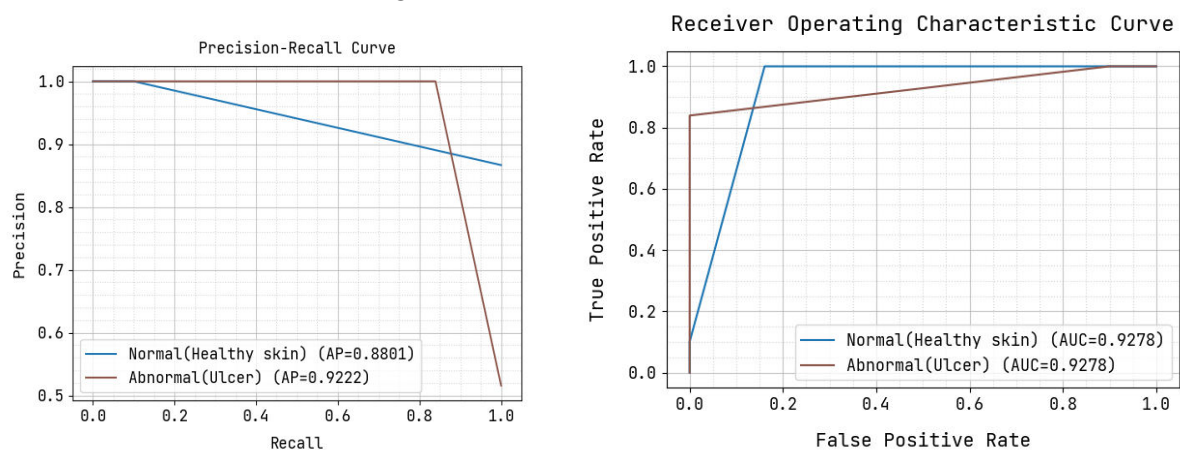 Precision-Recall Curve
1.0
0.9
0.8
0.7
0.6
0.5
Precision
Normal(Healthy skin) (AP=0.8801)
Abnormal(Ulcer) (AP=0.9222)
0.0 0.2 0.4 0.6 0.8 1.0
Recall
Receiver Operating Characteristic Curve
1.0
0.8
0.6
0.4
0.2
0.0
True Positive Rate
Normal(Healthy skin) (AUC=0.9278)
Abnormal(Ulcer) (AUC=0.9278)
0.0 0.2 0.4 0.6 0.8 1.0
False Positive Rate